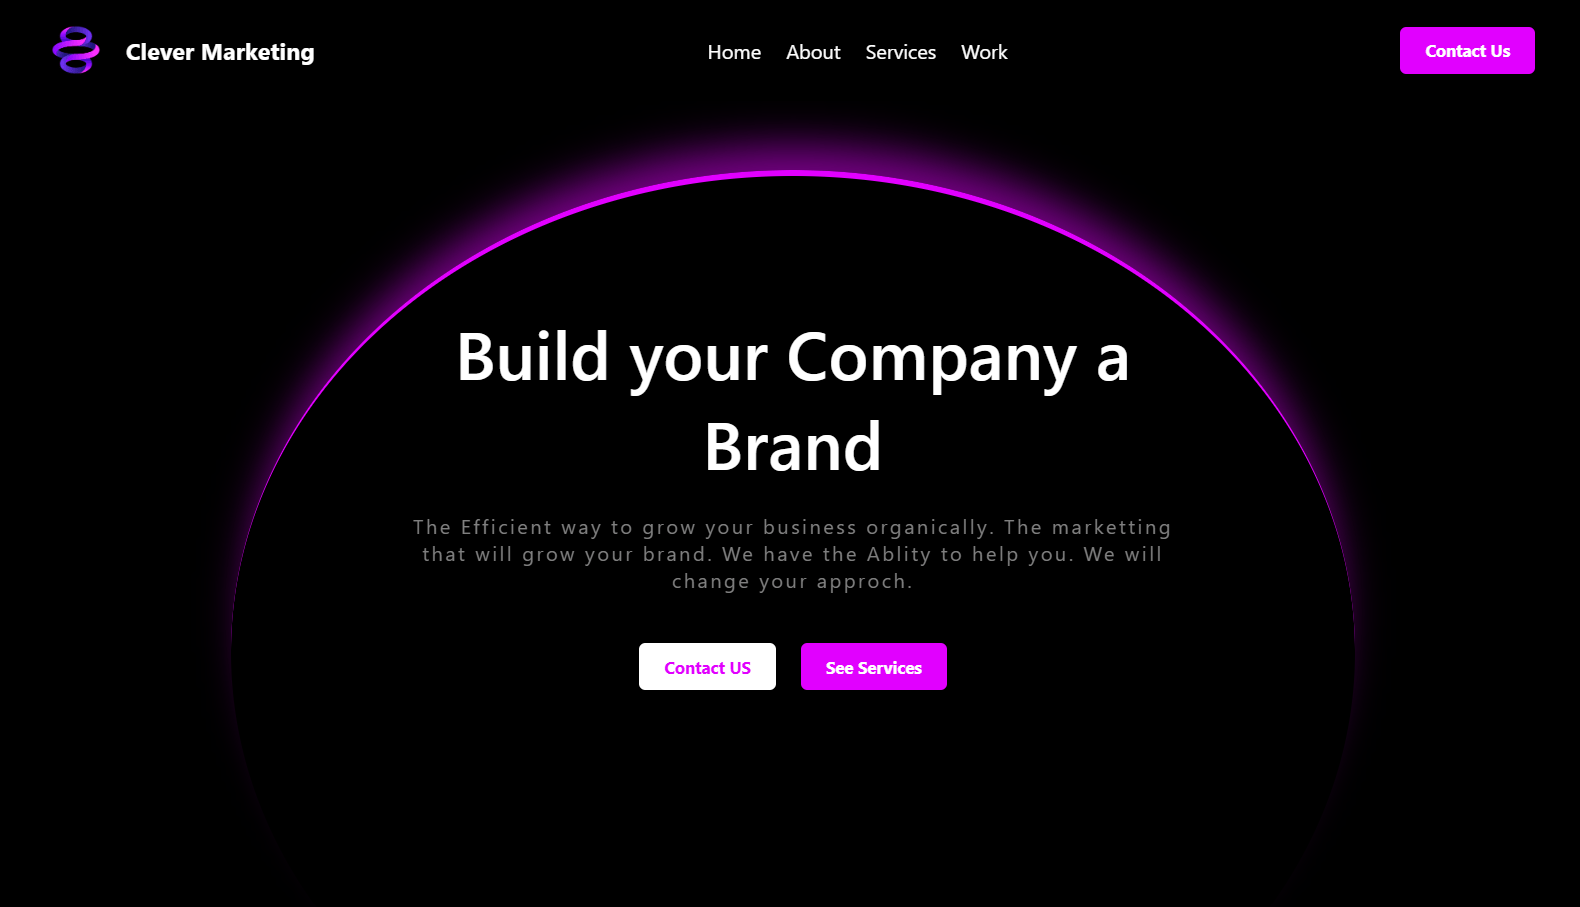 Clever Marketing
Home About Services Work
Contact Us
Build your Company a
Brand
The Efficient way to grow your business organically. The marketting
that will grow your brand. We have the Ablity to help you. We will
change your approch.
Contact US
See Services